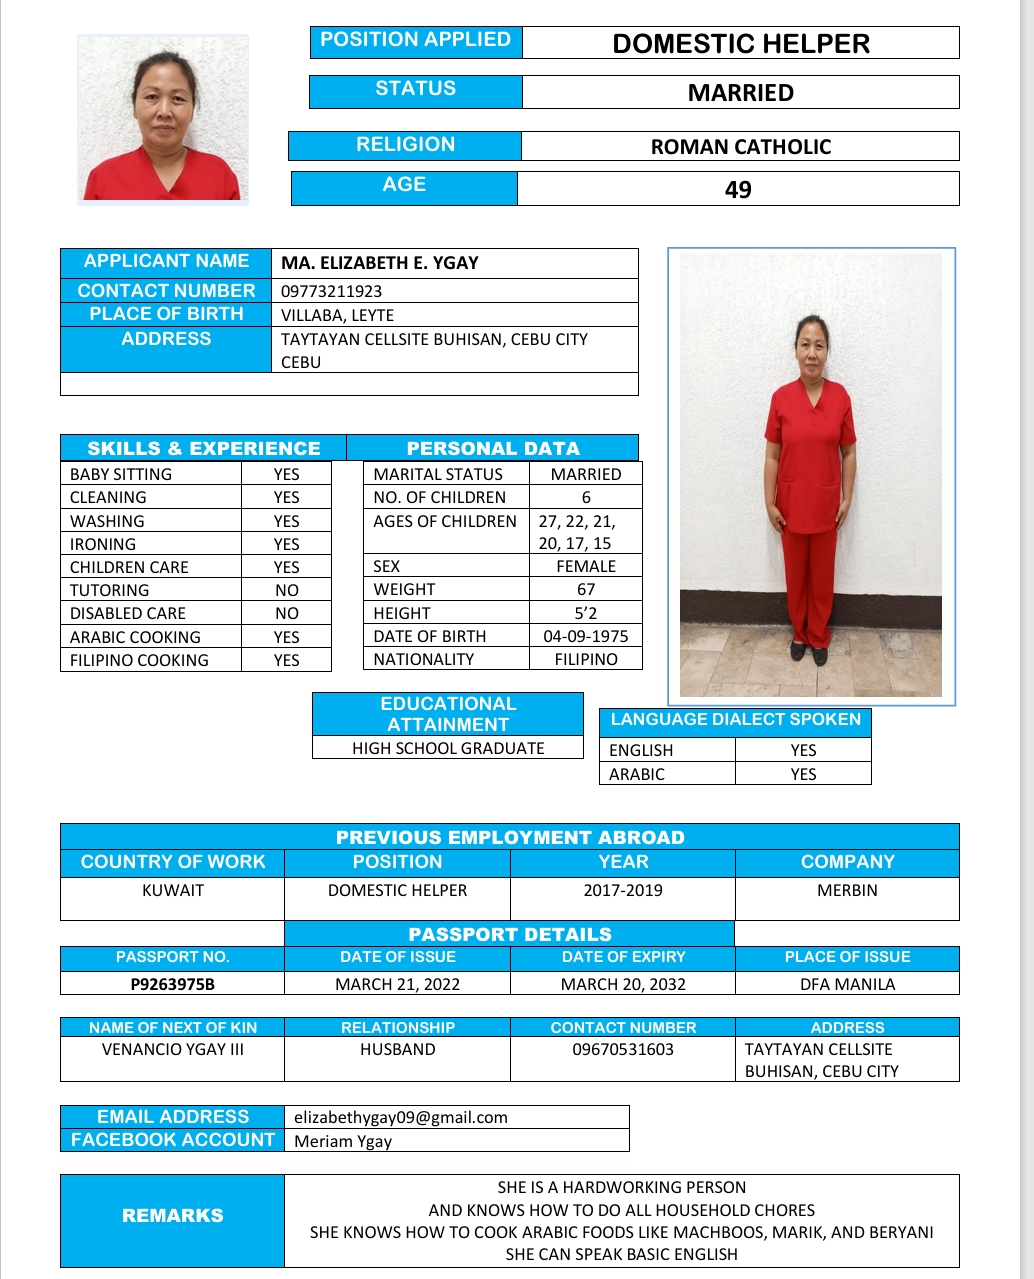 POSITION APPLIED DOMESTIC HELPER
STATUS MARRIED
RELIGION ROMAN CATHOLIC
AGE 49
APPLICANT NAME MA. ELIZABETH E. YGAY
CONTACT NUMBER 09773211923
PLACE OF BIRTH VILLABA, LEYTE
ADDRESS TAYTAYAN CELLSITE BUHISAN, CEBU CITY
CEBU
SKILLS & EXPERIENCE PERSONAL DATA
BABY SITTING YES MARITAL STATUS MARRIED
CLEANING YES NO. OF CHILDREN 6
WASHING YES AGES OF CHILDREN 27, 22, 21,
IRONING YES 20, 17, 15
CHILDREN CARE YES SEX FEMALE
TUTORING NO WEIGHT 67
DISABLED CARE NO HEIGHT 5’2
ARABIC COOKING YES DATE OF BIRTH 04-09-1975
FILIPINO COOKING YES NATIONALITY FILIPINO
EDUCATIONAL
ATTAINMENT
HIGH SCHOOL GRADUATE
LANGUAGE DIALECT SPOKEN
ENGLISH YES
ARABIC YES
PREVIOUS EMPLOYMENT ABROAD
COUNTRY OF WORK POSITION YEAR COMPANY
KUWAIT DOMESTIC HELPER 2017-2019 MERBIN
PASSPORT DETAILS
PASSPORT NO. DATE OF ISSUE DATE OF EXPIRY PLACE OF ISSUE
P9263975B MARCH 21, 2022 MARCH 20, 2032 DFA MANILA
NAME OF NEXT OF KIN RELATIONSHIP CONTACT NUMBER ADDRESS
VENANCIO YGAY III HUSBAND 09670531603 TAYTAYAN CELLSITE
BUHISAN, CEBU CITY
EMAIL ADDRESS elizabethygay09@gmail.com
FACEBOOK ACCOUNT Meriam Ygay
REMARKS
SHE IS A HARDWORKING PERSON
AND KNOWS HOW TO DO ALL HOUSEHOLD CHORES
SHE KNOWS HOW TO COOK ARABIC FOODS LIKE MACHBOOS, MARIK, AND BERYANI
SHE CAN SPEAK BASIC ENGLISH